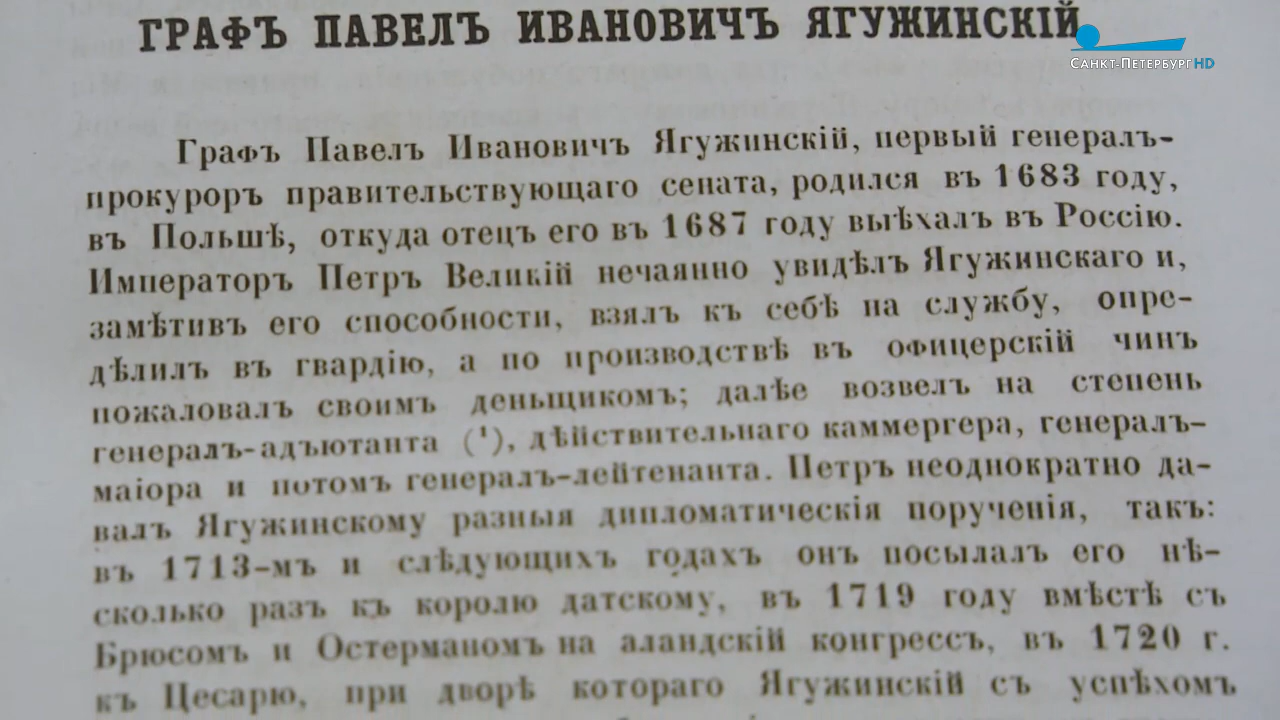 ГРАФЪ ПАВЕЛЪ ИВАНОВИЧЪ ЯГУЖИНСКІЙ
САНКТ-ПЕТЕРБУРГ HD
Графъ Павелъ Ивановичъ Ягужинскій, первый генералъ-
прокуроръ правительствующаго сената, родился въ 1683 году,
въ Польшѣ, откуда отецъ его въ 1687 году выѣхалъ въ Россію.
Императоръ Петръ Великій нечаянно увидѣлъ Ягужинскаго и,
замѣтивъ его способности, взялъ къ себѣ на службу, опре-
дѣлилъ въ гвардію, а по производствѣ въ офицерскій чинъ
пожаловалъ своимъ деньщикомъ; далѣе возвелъ на степень
генералъ-адъютанта (¹), дѣйствительнаго каммергера, генералъ-
маіора и потомъ генералъ-лейтенанта. Петръ неоднократно да-
валъ Ягужинскому разныя дипломатическія порученія, такъ:
въ 1713-мъ и слѣдующихъ годахъ онъ посылалъ его нѣ-
сколько разъ къ королю датскому, въ 1719 году вмѣстѣ съ
Брюсомъ и Остерманомъ на аландскій конгрессъ, въ 1720 г.
къ Цесарю, при дворѣ котораго Ягужинскій съ успѣхомъ